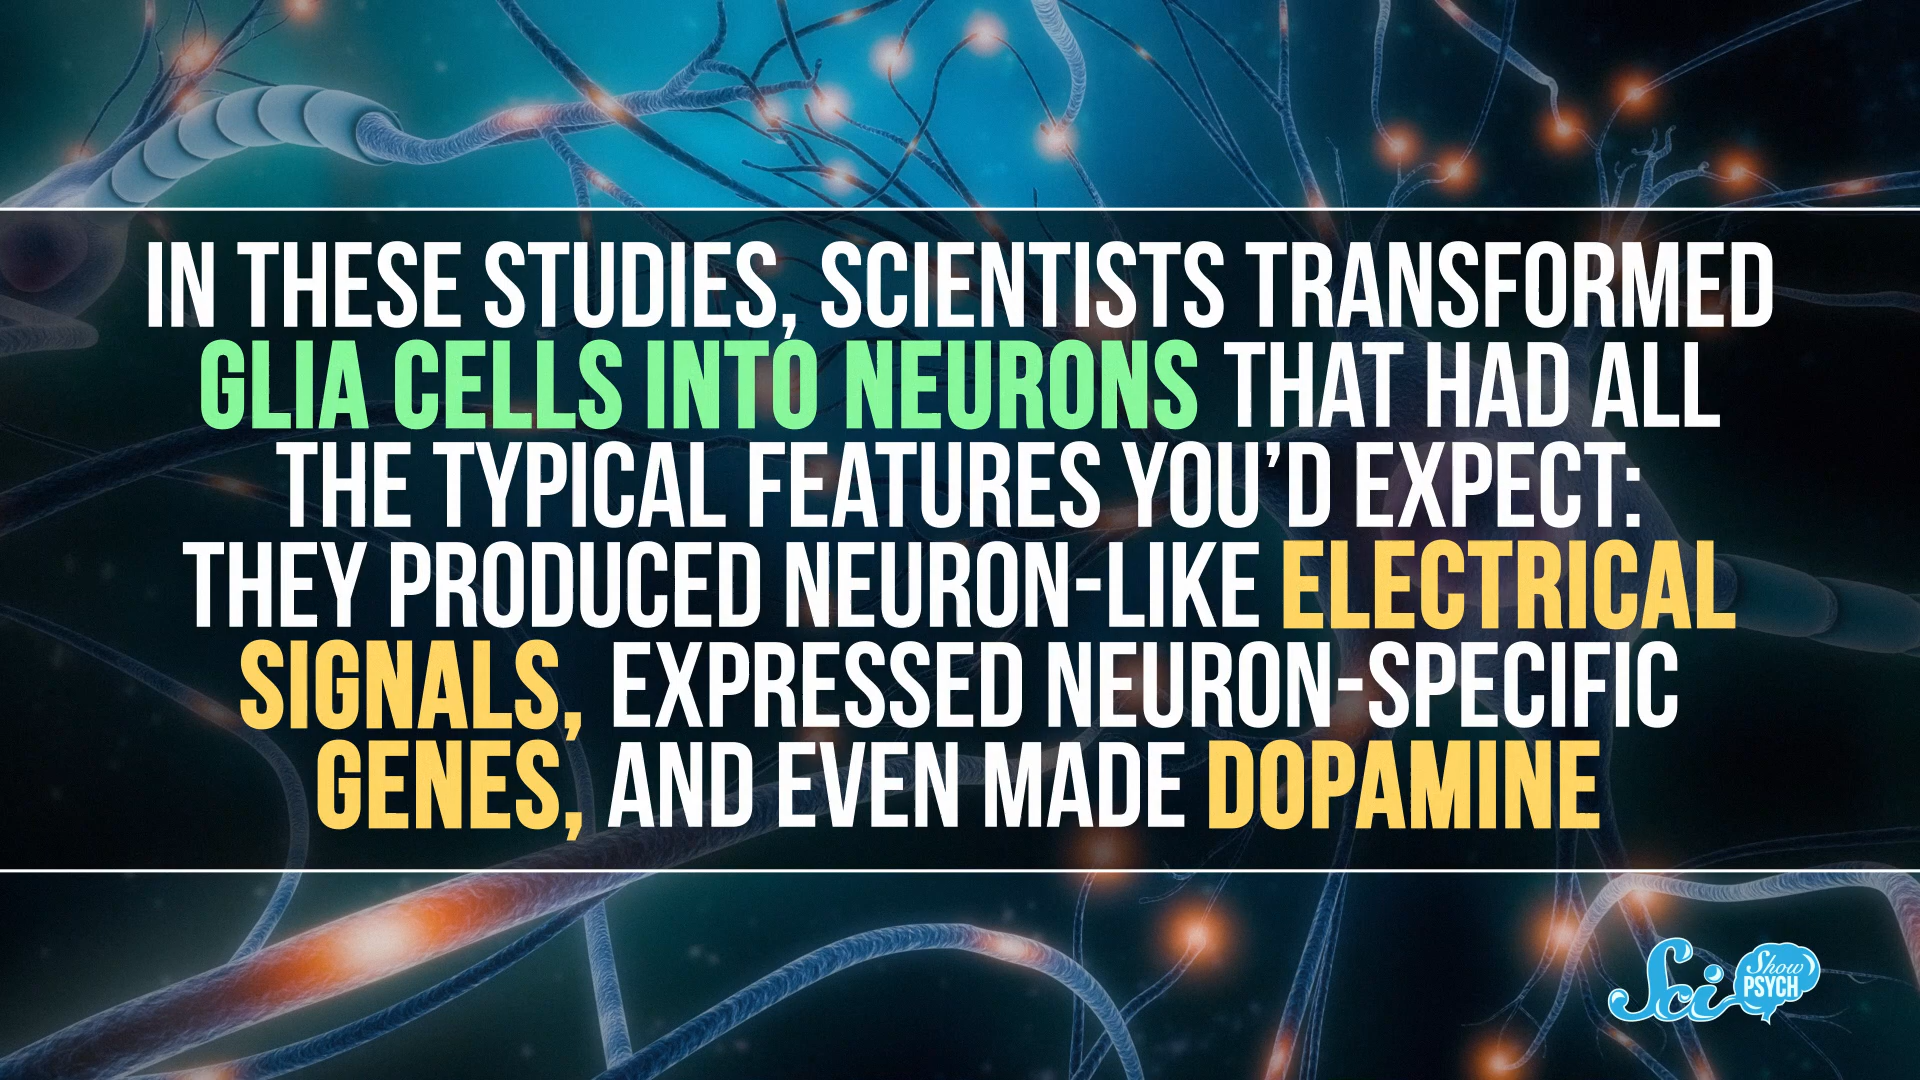 IN THESE STUDIES, SCIENTISTS TRANSFORMED
GLIA CELLS INTO NEURONS THAT HAD ALL
THE TYPICAL FEATURES YOU’D EXPECT:
THEY PRODUCED NEURON-LIKE ELECTRICAL
SIGNALS, EXPRESSED NEURON-SPECIFIC
GENES, AND EVEN MADE DOPAMINE
Sci Show
PSYCH